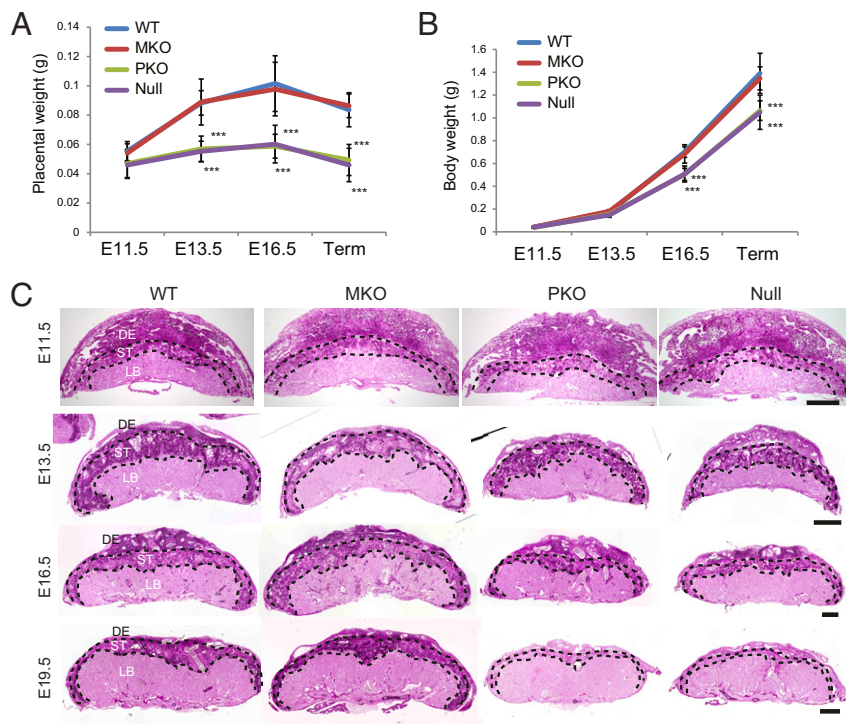 A
Placental weight (g)
0.14
0.12
0.1
0.08
0.06
0.04
0.02
0
WT
MKO
PKO
Null
***
***
***
***
***
***
E11.5 E13.5 E16.5 Term
B
Body weight (g)
1.6
1.4
1.2
1.0
0.8
0.6
0.4
0.2
0
WT
MKO
PKO
Null
***
***
***
***
E11.5 E13.5 E16.5 Term
C
WT MKO PKO Null
E11.5
DE
ST
LB
E13.5
DE
ST
LB
E16.5
DE
ST
LB
E19.5
DE
ST
LB